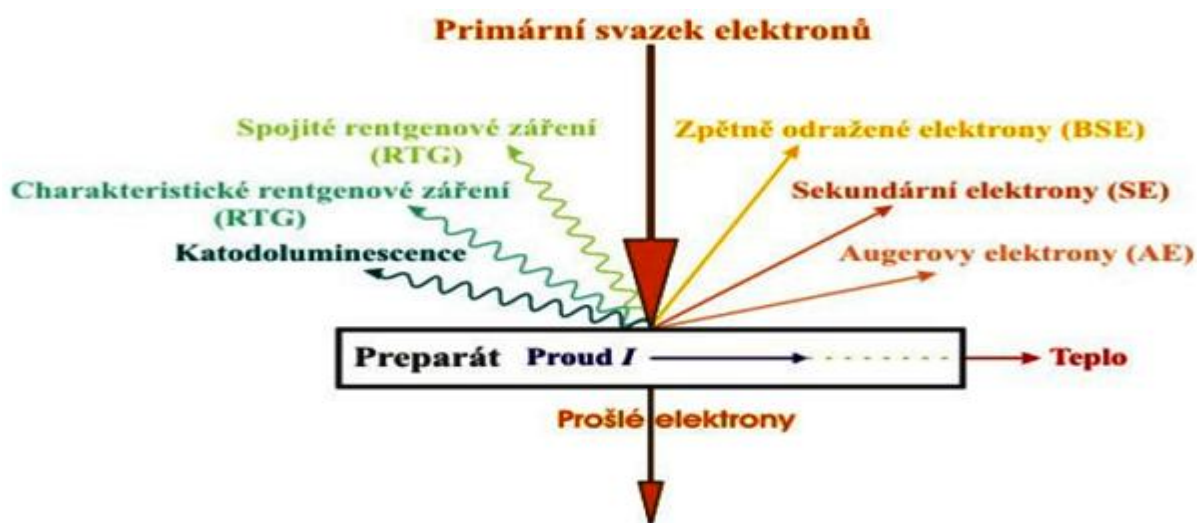 Primární svazek elektronů
Spojité rentgenové záření
(RTG)
Zpětně odražené elektrony (BSE)
Charakteristické rentgenové záření
(RTG)
Sekundární elektrony (SE)
Katodoluminescence
Augerovy elektrony (AE)
Preparát Proud I
Teplo
Prošlé elektrony